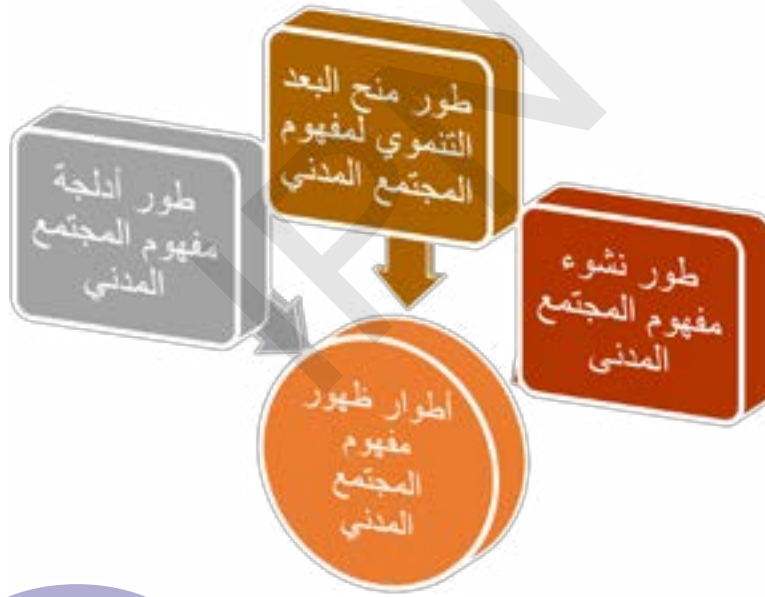 طور نشوء
مفهوم المجتمع
المدنى
طور منح البعد
التنموي لمفهوم
المجتمع المدني
طور أدلجة
مفهوم المجتمع
المدني
أطوار ظهور
مفهوم
المجتمع
المدني